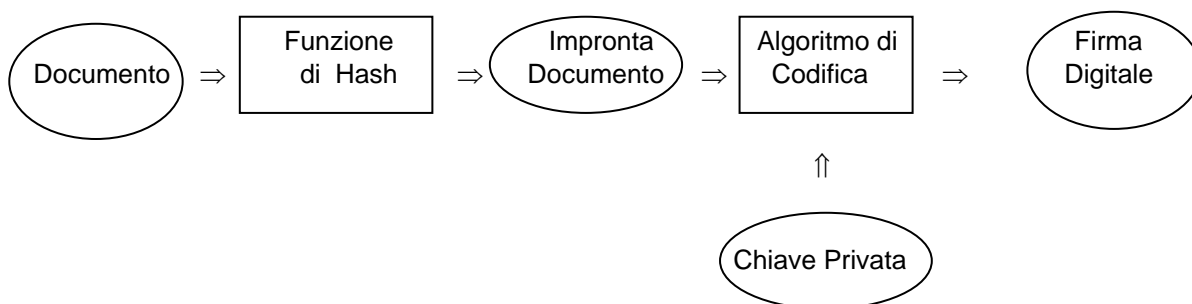 Documento
⇒
Funzione
di Hash
⇒
Impronta
Documento
⇒
Algoritmo di
Codifica
⇒
Firma
Digitale
⇑
Chiave Privata